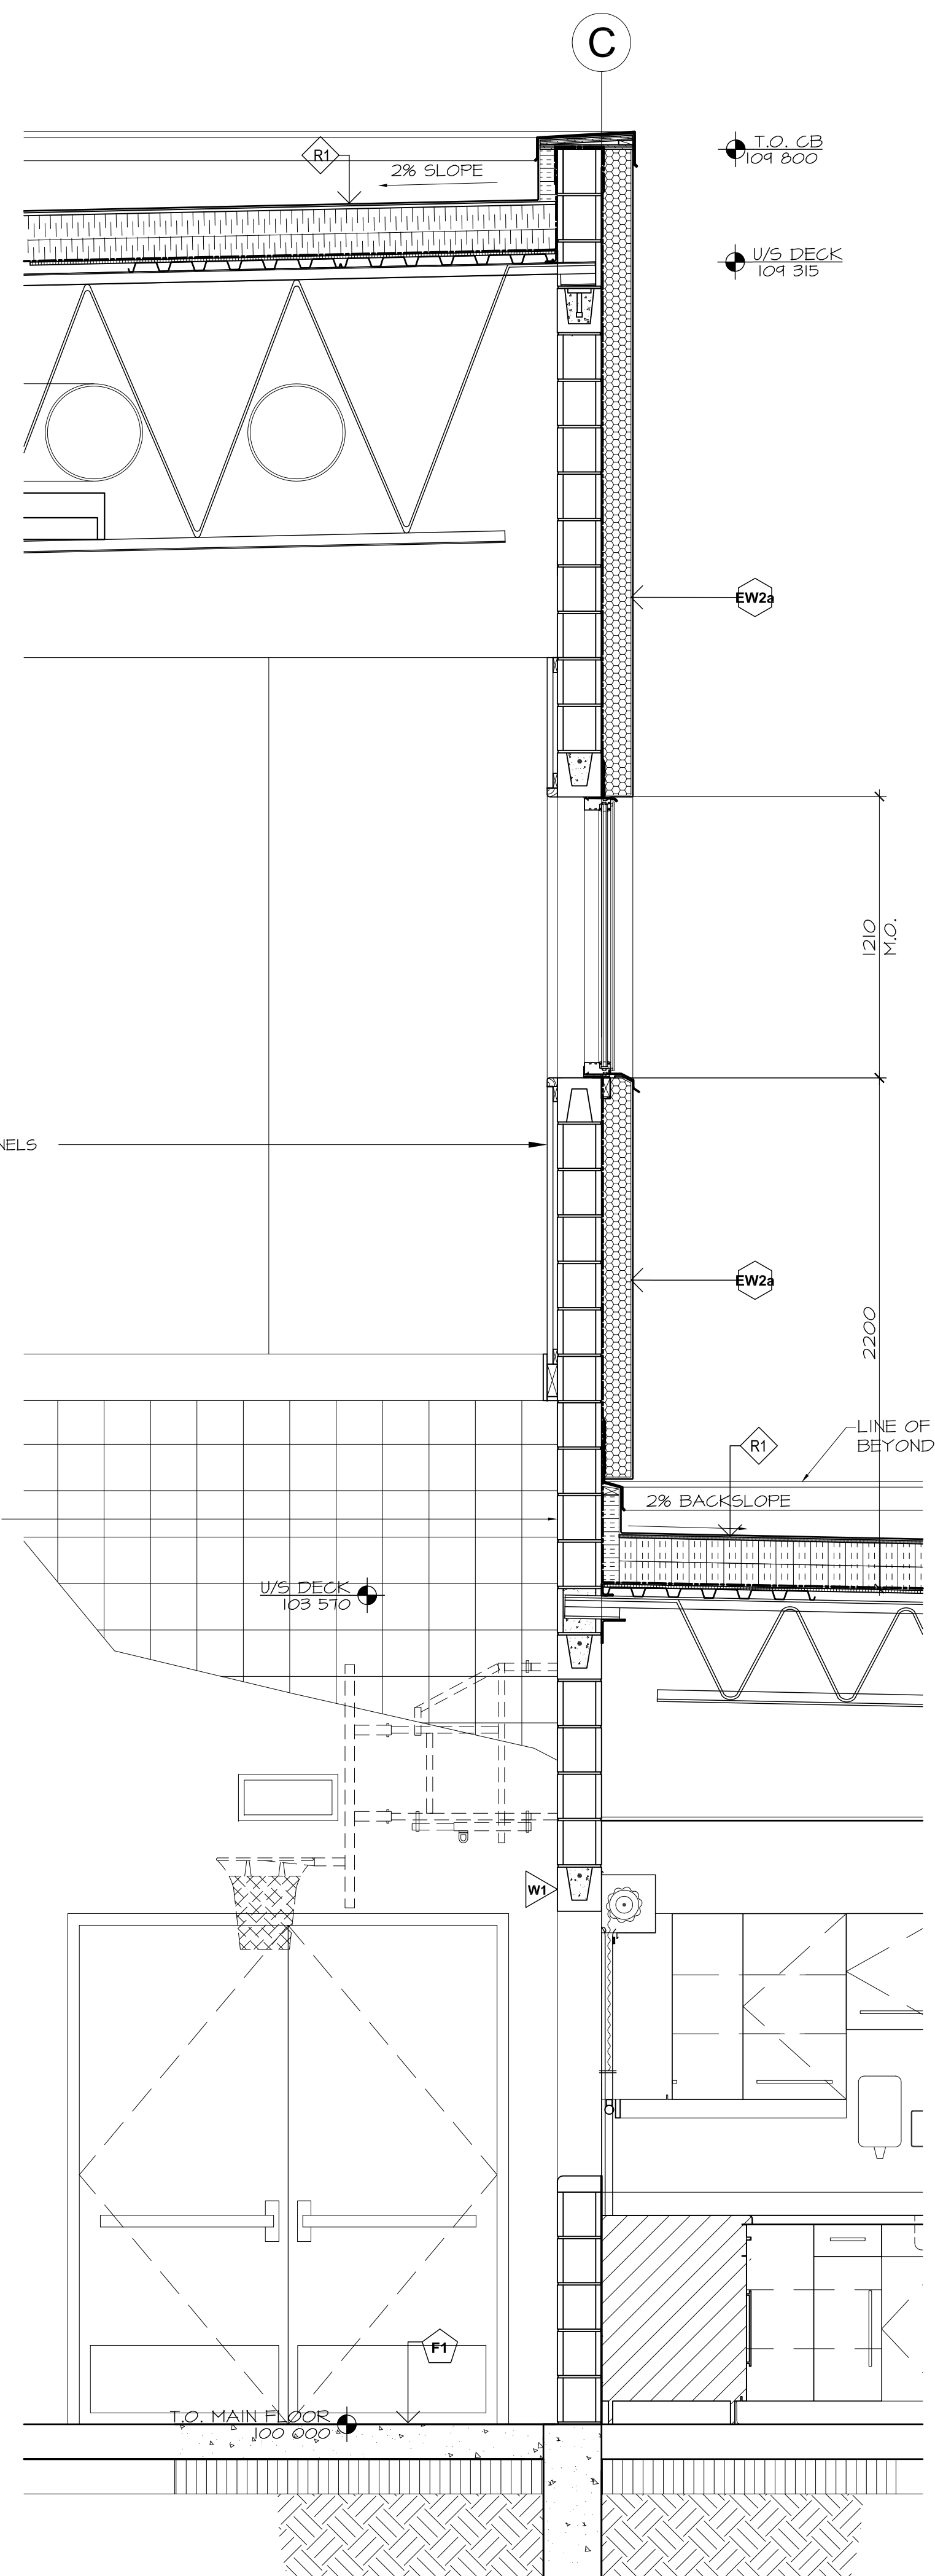 C
T.O. CB
109 800
R1
2% SLOPE
U/S DECK
109 315
EW2a
1210
M.O.
NELS
EW2a
2200
LINE OF
BEYOND
R1
2% BACKSLOPE
U/S DECK
103 570
W1
F1
T.O. MAIN FLOOR
100 000